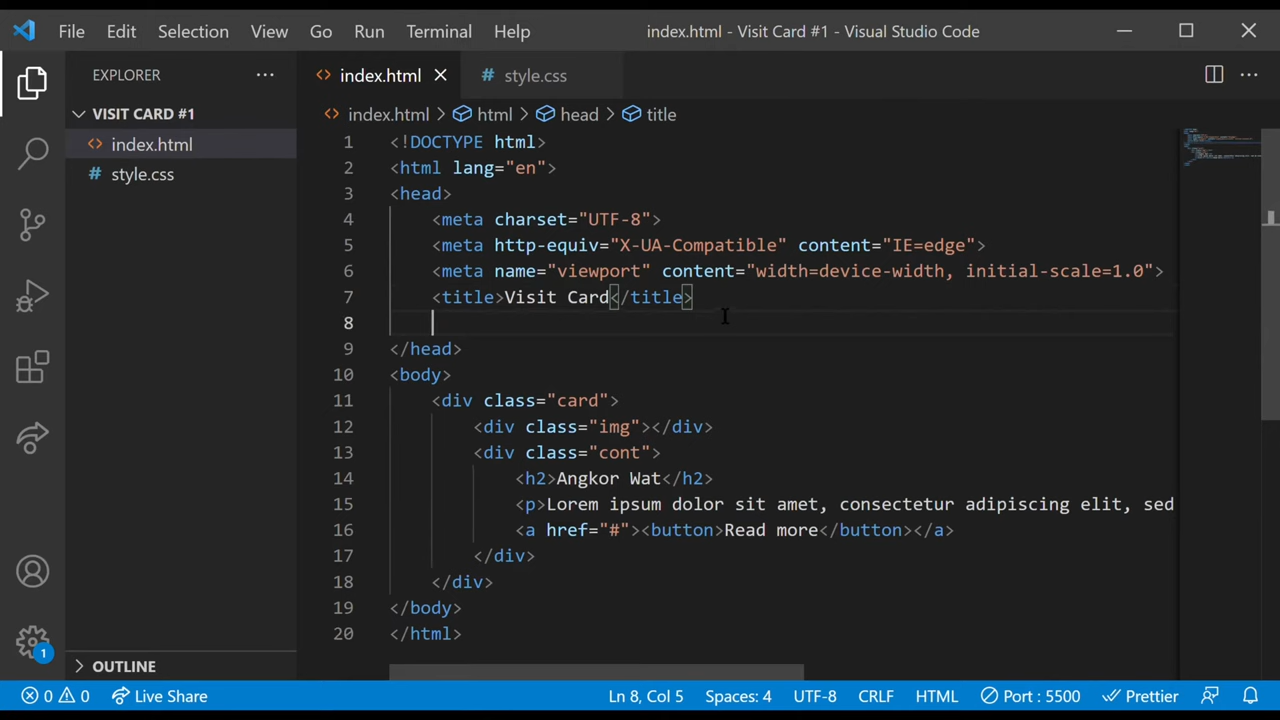 File Edit Selection View Go Run Terminal Help index.html - Visit Card #1 - Visual Studio Code
EXPLORER ···
VISIT CARD #1
<> index.html
# style.css
<> index.html × # style.css
<> index.html > html > head > title
1 <!DOCTYPE html>
2 <html lang="en">
3 <head>
4 <meta charset="UTF-8">
5 <meta http-equiv="X-UA-Compatible" content="IE=edge">
6 <meta name="viewport" content="width=device-width, initial-scale=1.0">
7 <title>Visit Card</title>
8
9 </head>
10 <body>
11 <div class="card">
12 <div class="img"></div>
13 <div class="cont">
14 <h2>Angkor Wat</h2>
15 <p>Lorem ipsum dolor sit amet, consectetur adipiscing elit, sed
16 <a href="#"><button>Read more</button></a>
17 </div>
18 </div>
19 </body>
20 </html>
1
OUTLINE
0 0 Live Share Ln 8, Col 5 Spaces: 4 UTF-8 CRLF HTML Port : 5500 Prettier